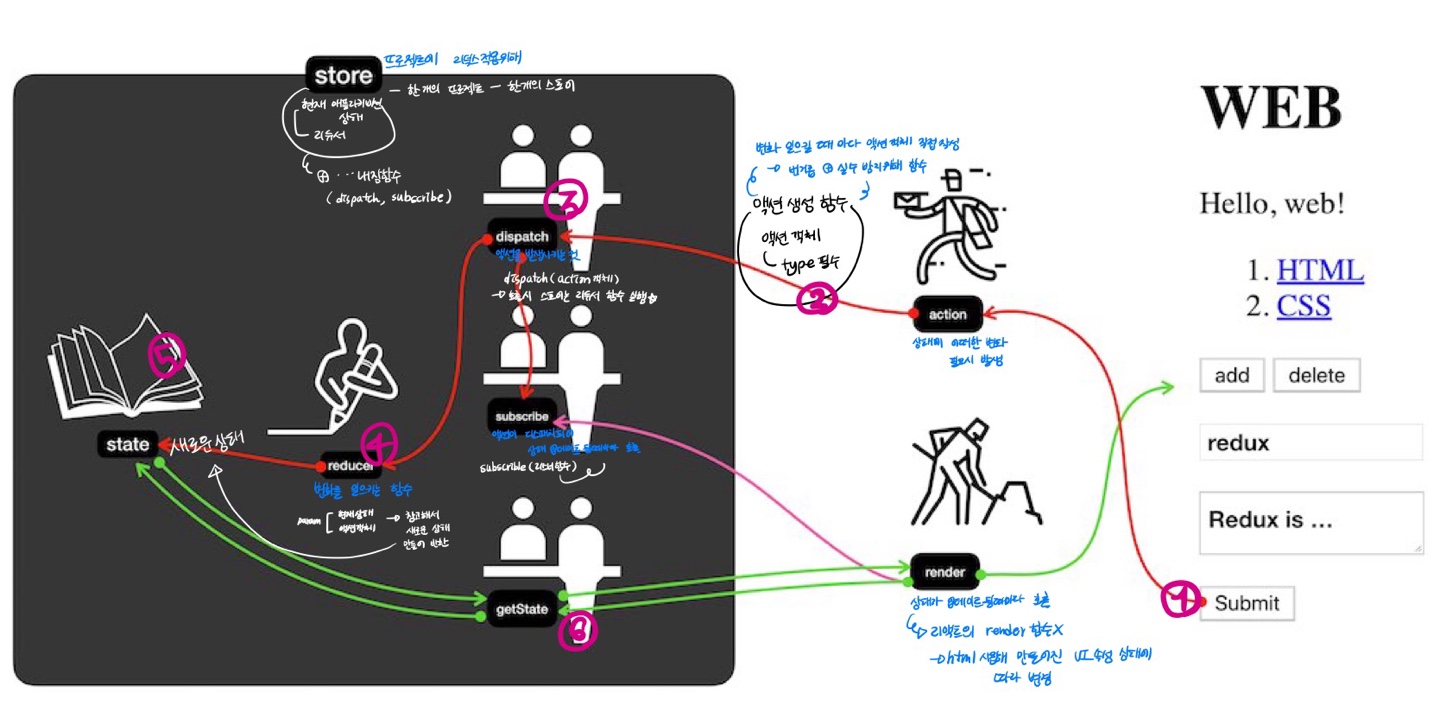 store
프로젝트에 리덕스적용위해
현재 애플리케이션
상태
리듀서
— 한개의 프로젝트 — 한개의 스토어
⊕ ··· 내장함수
(dispatch, subscribe)
③
dispatch
액션을 발생시키는 것
dispatch(action객체)
→ 호출시 스토어는 리듀서 함수 실행
변화 일으킬 때마다 액션객체 직접작성
→ 번거롭 ⊕ 실수 방지위해 함수
액션 생성 함수
액션 객체
type 필수
②
action
상태에 어떠한 변화
필요시 발생
subscribe
액션이 디스패치되어
상태 업데이트 될때마다 호출
subscribe(리스너함수)
⑤
state
새로운 상태
④
reducer
변화를 일으키는 함수
param
현재상태
액션객체
→ 참고해서
새로운 상태
만들어 반환
getState
⑥
render
상태가 업데이트될때마다 호출
리액트의 render 함수X
→ html 사용해 만들어진 UI 속성 상태에
따라 변경
WEB
Hello, web!
1. HTML
2. CSS
add delete
redux
Redux is ...
①
Submit